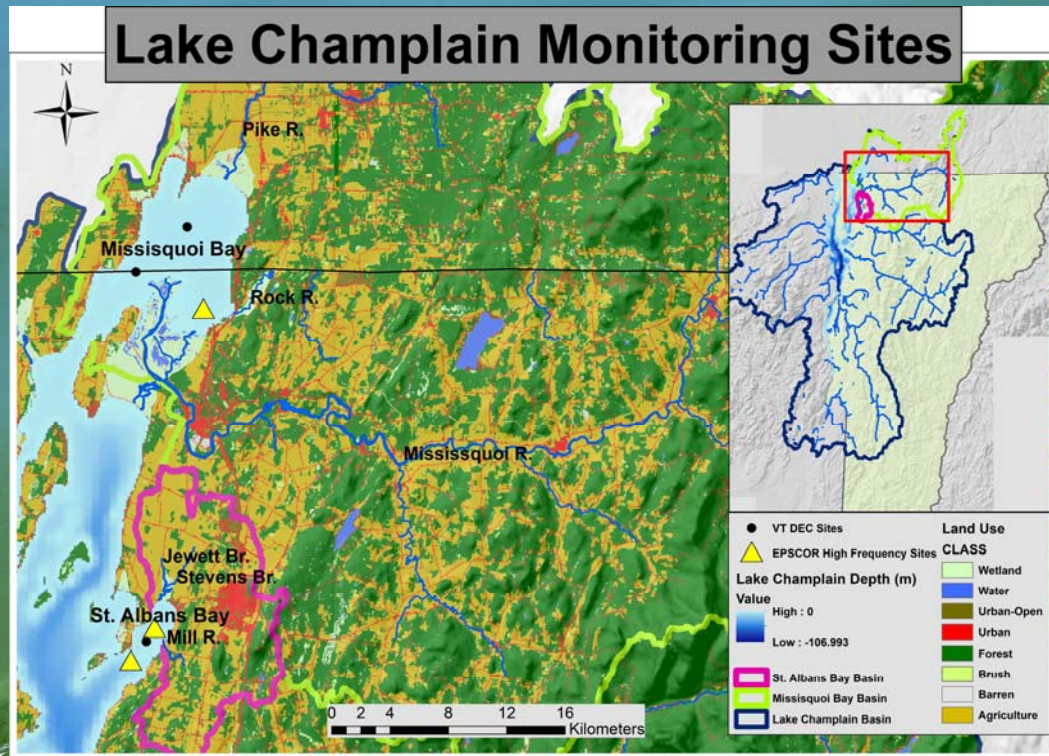 Lake Champlain Monitoring Sites
N
Pike R.
Missisquoi Bay
Rock R.
Mississquoi R.
Jewett Br.
Stevens Br.
St. Albans Bay
Mill R.
0 2 4 8 12 16
Kilometers
VT DEC Sites
EPSCOR High Frequency Sites
Lake Champlain Depth (m)
Value
High : 0
Low : -106.993
St. Albans Bay Basin
Missisquoi Bay Basin
Lake Champlain Basin
Land Use
CLASS
Wetland
Water
Urban-Open
Urban
Forest
Brush
Barren
Agriculture